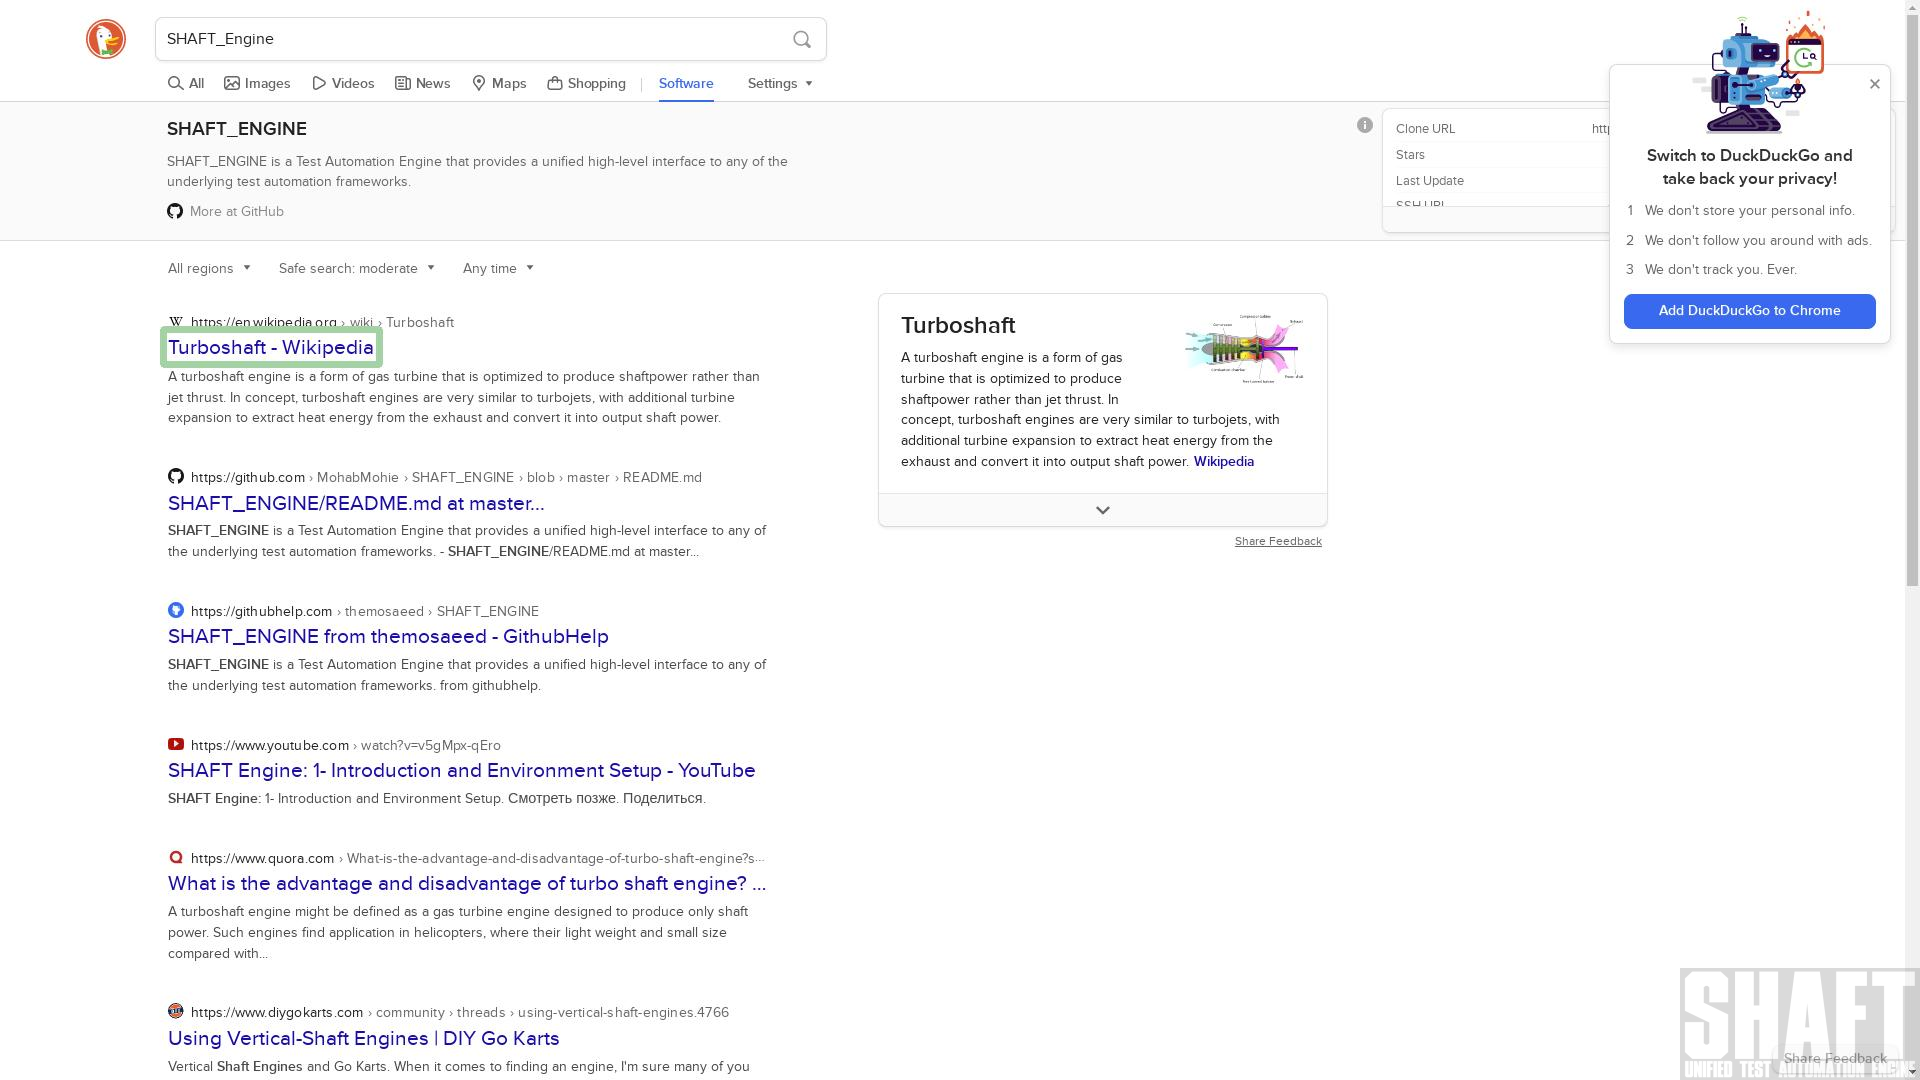 SHAFT_Engine
All Images Videos News Maps Shopping Software Settings
SHAFT_ENGINE
SHAFT_ENGINE is a Test Automation Engine that provides a unified high-level interface to any of the
underlying test automation frameworks.
More at GitHub
Clone URL
Stars
Last Update
SSH URL
Switch to DuckDuckGo and
take back your privacy!
1 We don't store your personal info.
2 We don't follow you around with ads.
3 We don't track you. Ever.
Add DuckDuckGo to Chrome
All regions Safe search: moderate Any time
https://en.wikipedia.org › wiki › Turboshaft
Turboshaft - Wikipedia
A turboshaft engine is a form of gas turbine that is optimized to produce shaftpower rather than
jet thrust. In concept, turboshaft engines are very similar to turbojets, with additional turbine
expansion to extract heat energy from the exhaust and convert it into output shaft power.
https://github.com › MohabMohie › SHAFT_ENGINE › blob › master › README.md
SHAFT_ENGINE/README.md at master...
SHAFT_ENGINE is a Test Automation Engine that provides a unified high-level interface to any of
the underlying test automation frameworks. - SHAFT_ENGINE/README.md at master...
https://githubhelp.com › themosaeed › SHAFT_ENGINE
SHAFT_ENGINE from themosaeed - GithubHelp
SHAFT_ENGINE is a Test Automation Engine that provides a unified high-level interface to any of
the underlying test automation frameworks. from githubhelp.
https://www.youtube.com › watch?v=v5gMpx-qEro
SHAFT Engine: 1- Introduction and Environment Setup - YouTube
SHAFT Engine: 1- Introduction and Environment Setup. Смотреть позже. Поделиться.
https://www.quora.com › What-is-the-advantage-and-disadvantage-of-turbo-shaft-engine?s...
What is the advantage and disadvantage of turbo shaft engine? ...
A turboshaft engine might be defined as a gas turbine engine designed to produce only shaft
power. Such engines find application in helicopters, where their light weight and small size
compared with...
https://www.diygokarts.com › community › threads › using-vertical-shaft-engines.4766
Using Vertical-Shaft Engines | DIY Go Karts
Vertical Shaft Engines and Go Karts. When it comes to finding an engine, I'm sure many of you
Turboshaft
A turboshaft engine is a form of gas
turbine that is optimized to produce
shaftpower rather than jet thrust. In
concept, turboshaft engines are very similar to turbojets, with
additional turbine expansion to extract heat energy from the
exhaust and convert it into output shaft power. Wikipedia
Share Feedback
SHAFT
UNIFIED TEST AUTOMATION ENGINE
Share Feedback